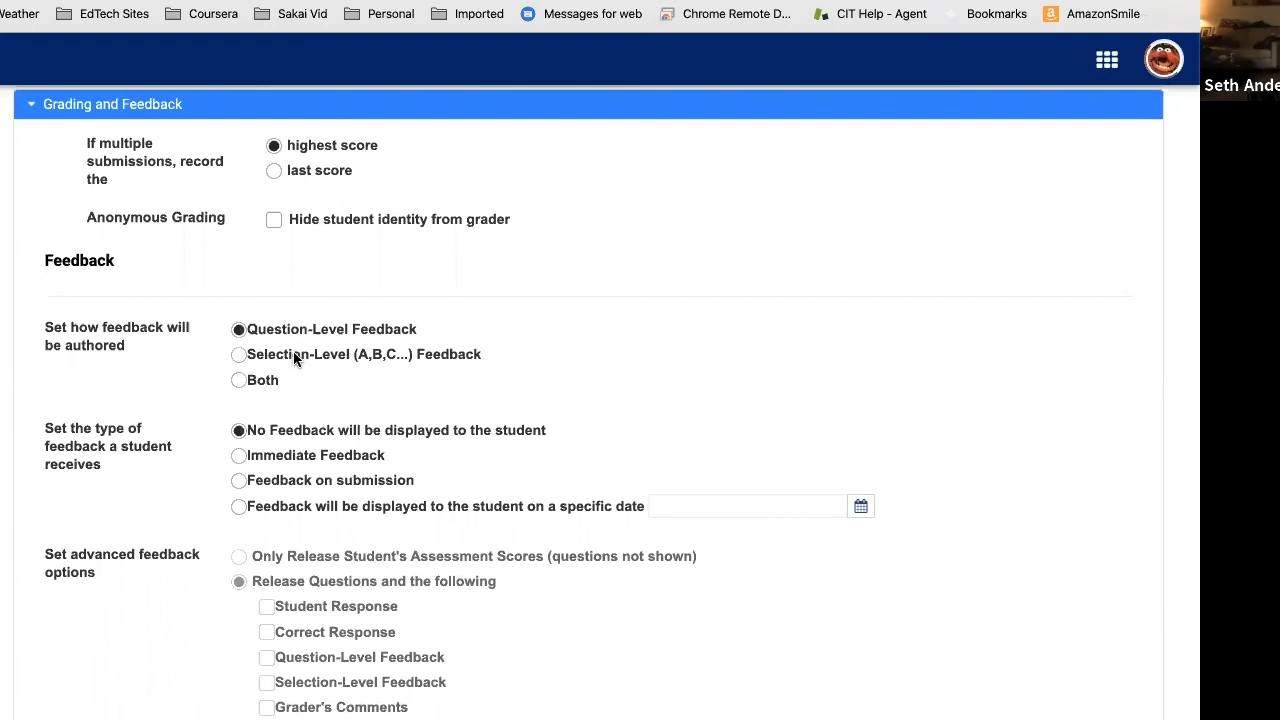 Weather EdTech Sites Coursera Sakai Vid Personal Imported Messages for web Chrome Remote D... CIT Help - Agent Bookmarks AmazonSmile
Seth Ande
Grading and Feedback
If multiple
submissions, record
the
highest score
last score
Anonymous Grading
Hide student identity from grader
Feedback
Set how feedback will
be authored
Question-Level Feedback
Selection-Level (A,B,C...) Feedback
Both
Set the type of
feedback a student
receives
No Feedback will be displayed to the student
Immediate Feedback
Feedback on submission
Feedback will be displayed to the student on a specific date
Set advanced feedback
options
Only Release Student's Assessment Scores (questions not shown)
Release Questions and the following
Student Response
Correct Response
Question-Level Feedback
Selection-Level Feedback
Grader's Comments